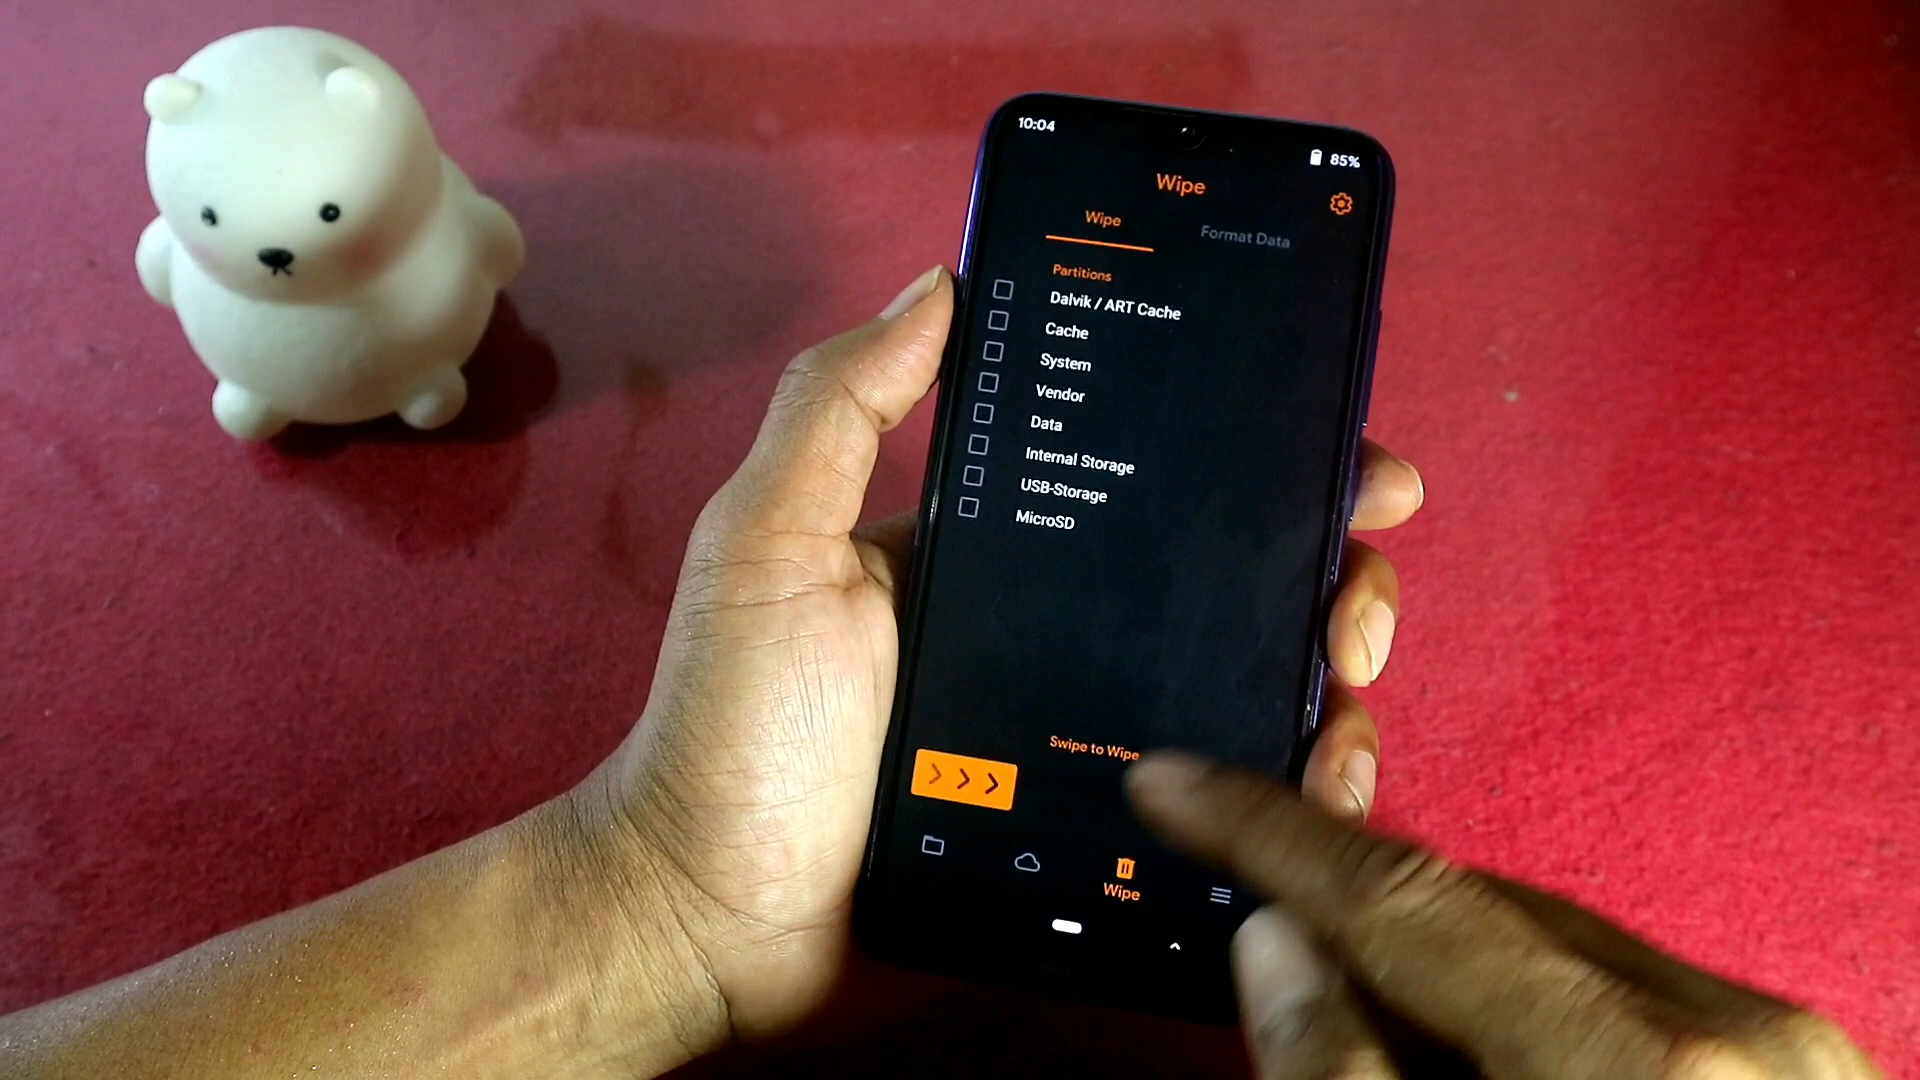 10:04
85%
Wipe
Wipe
Format Data
Partitions
Dalvik / ART Cache
Cache
System
Vendor
Data
Internal Storage
USB-Storage
MicroSD
Swipe to Wipe
Wipe